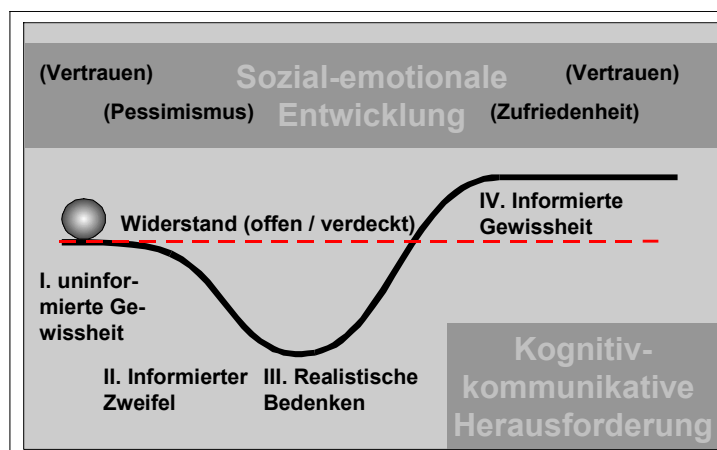 (Vertrauen)
Sozial-emotionale
(Vertrauen)
(Pessimismus)
Entwicklung
(Zufriedenheit)
IV. Informierte
Gewissheit
Widerstand (offen / verdeckt)
I. uninfor-
mierte Ge-
wissheit
II. Informierter
Zweifel
III. Realistische
Bedenken
Kognitiv-
kommunikative
Herausforderung